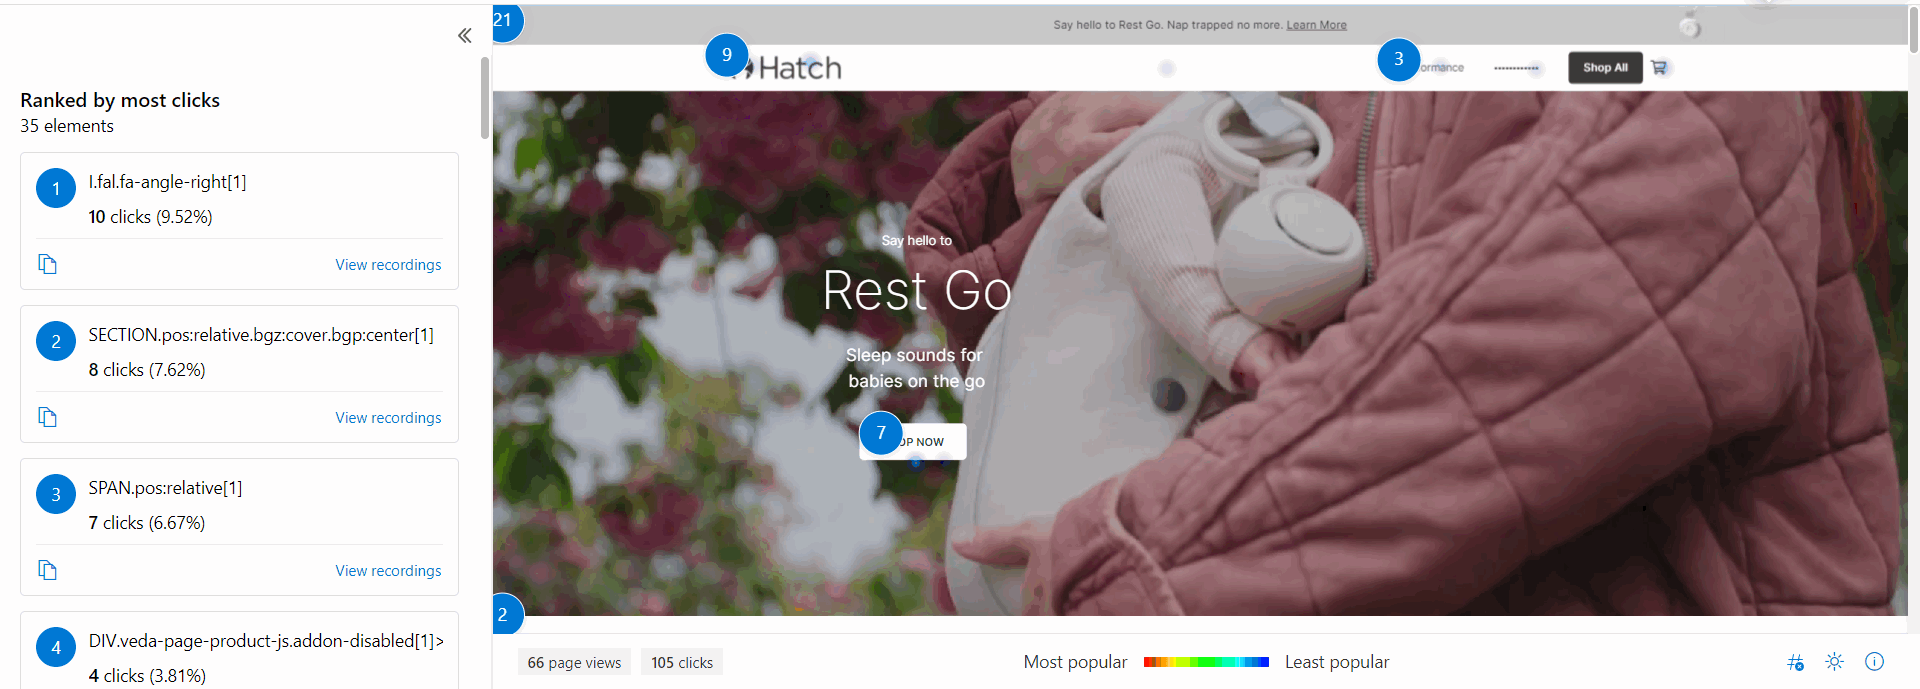 Ranked by most clicks
35 elements
1
I.fal.fa-angle-right[1]
10 clicks (9.52%)
View recordings
2
SECTION.pos:relative.bgz:cover.bgp:center[1]
8 clicks (7.62%)
View recordings
3
SPAN.pos:relative[1]
7 clicks (6.67%)
View recordings
4
DIV.veda-page-product-js.addon-disabled[1]>
4 clicks (3.81%)
21
Say hello to Rest Go. Nap trapped no more. Learn More
9
Hatch
3
ormance
Shop All
Say hello to
Rest Go
Sleep sounds for
babies on the go
7
OP NOW
2
66 page views
105 clicks
Most popular
Least popular